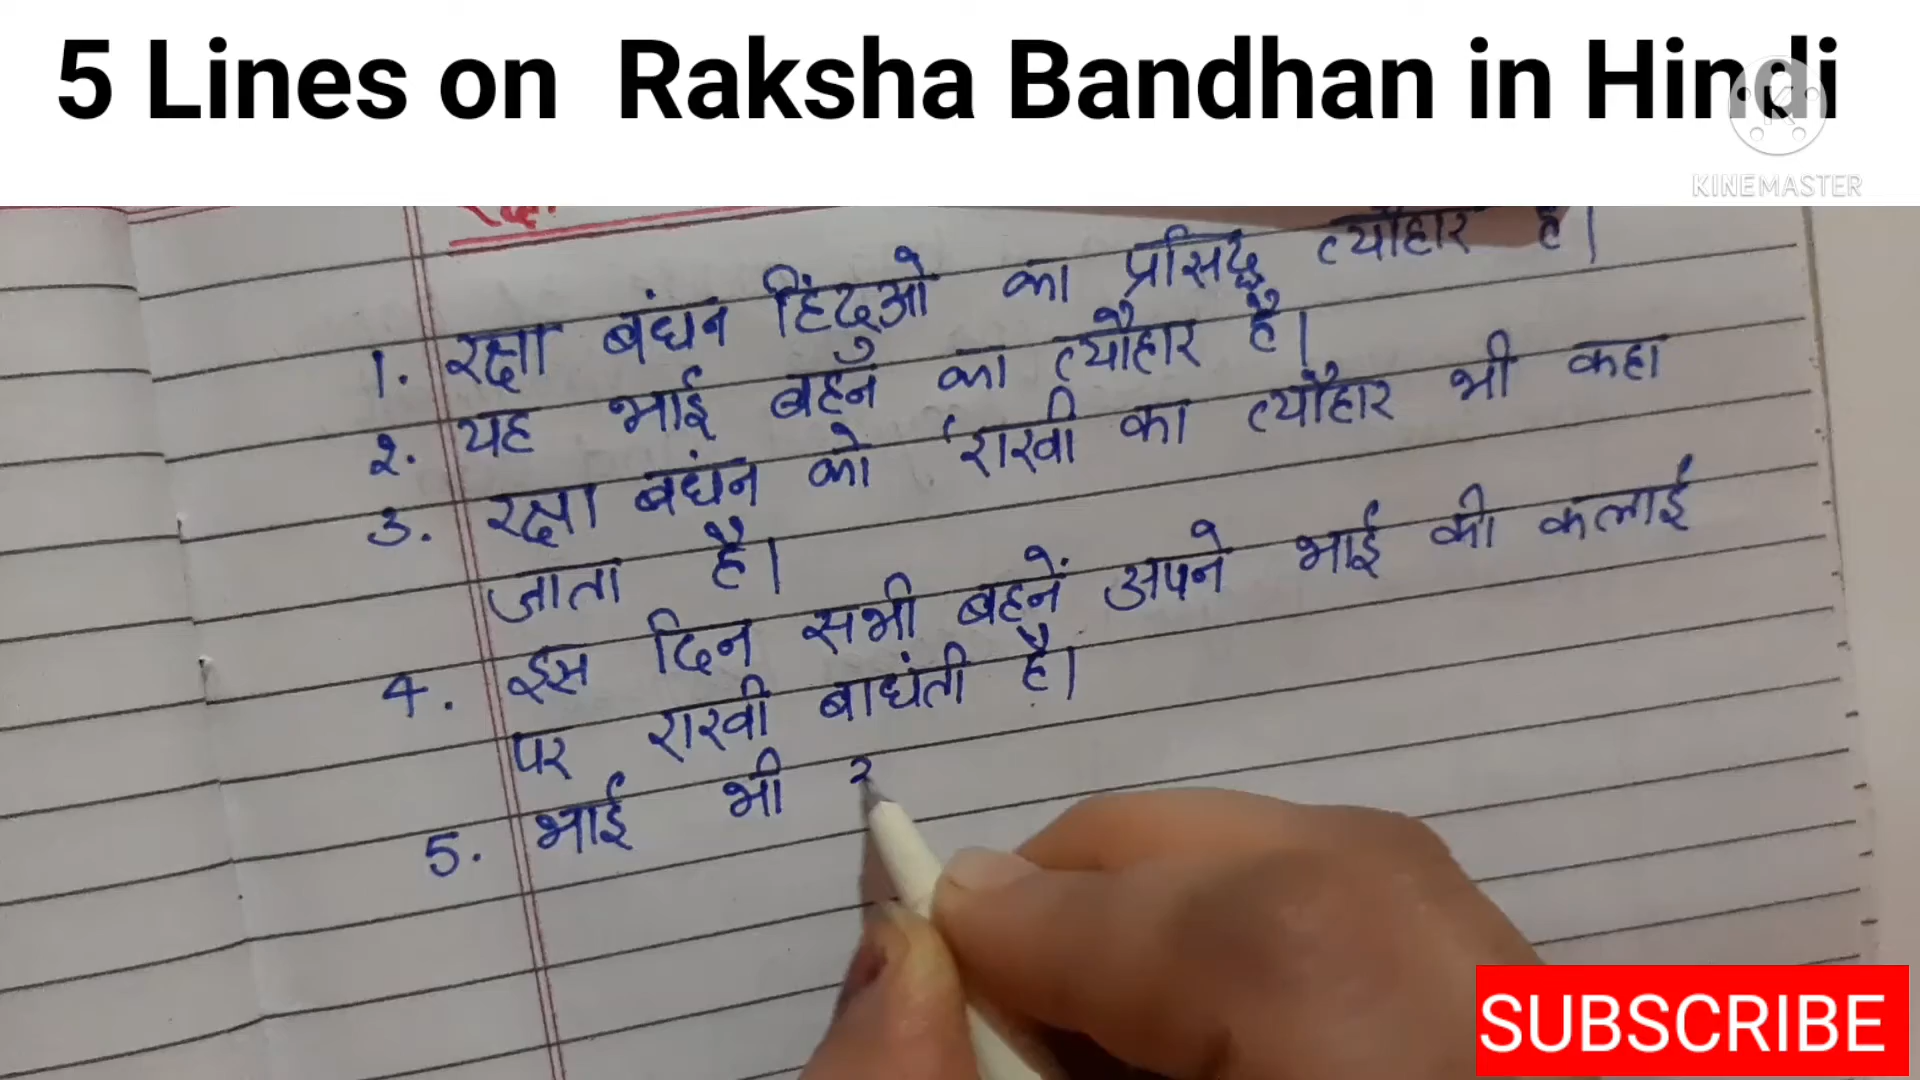 5 Lines on Raksha Bandhan in Hindi
KINEMASTER
1. रक्षा बंधन हिंदुओ का प्रसिद्ध त्यौहार है।
2. यह भाई बहन का त्यौहार है।
3. रक्षा बधंन को राखी का त्यौहार भी कहा
जाता है।
4. इस दिन सभी बहनें अपने भाई की कलाई
पर राखी बाधंती है।
5. भाई भी
SUBSCRIBE